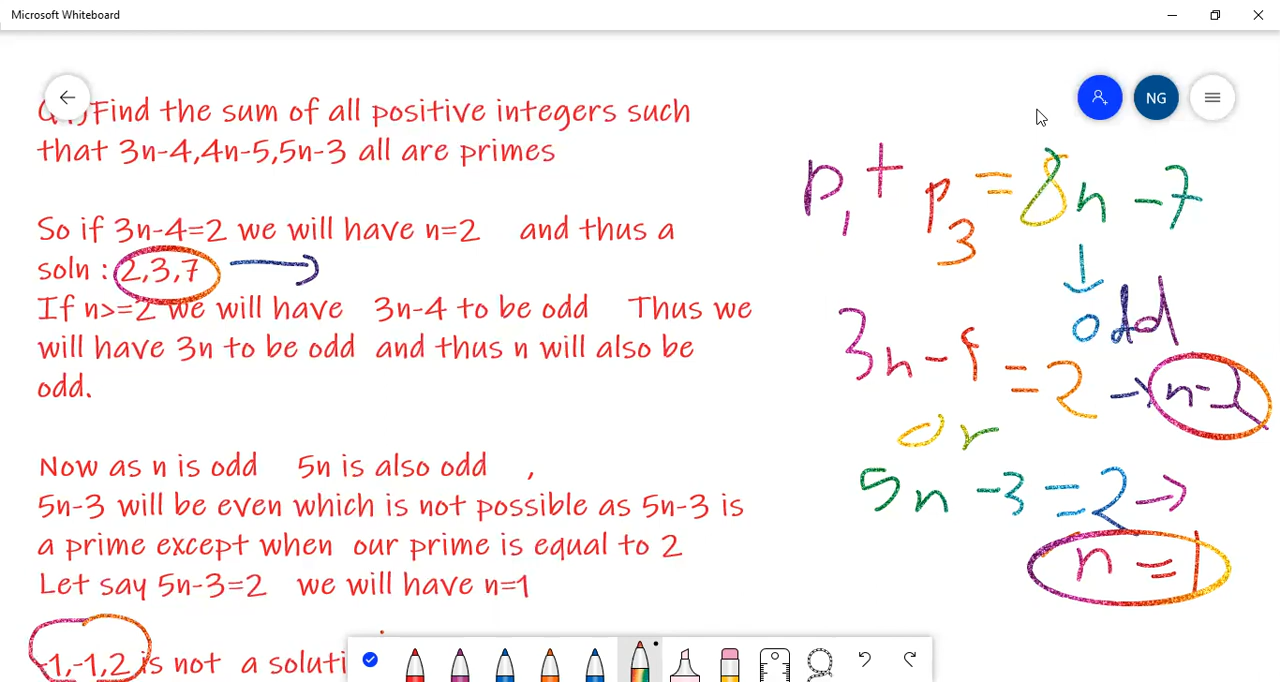 Microsoft Whiteboard
NG
Find the sum of all positive integers such
that 3n-4,4n-5,5n-3 all are primes
So if 3n-4=2 we will have n=2 and thus a
soln : 2,3,7
If n>=2 we will have 3n-4 to be odd Thus we
will have 3n to be odd and thus n will also be
odd.
Now as n is odd 5n is also odd ,
5n-3 will be even which is not possible as 5n-3 is
a prime except when our prime is equal to 2
Let say 5n-3=2 we will have n=1
-1,-1,2 is not a soluti
p1 + p3 = 8n - 7
↓
odd
3n - = 2 →
or
5n - 3 = 2 →
n = 1